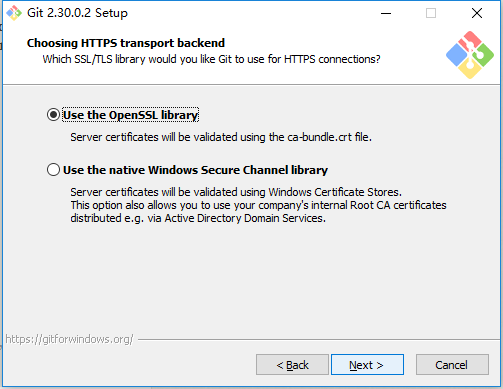 Git 2.30.0.2 Setup
Choosing HTTPS transport backend
Which SSL/TLS library would you like Git to use for HTTPS connections?
Use the OpenSSL library
Server certificates will be validated using the ca-bundle.crt file.
Use the native Windows Secure Channel library
Server certificates will be validated using Windows Certificate Stores.
This option also allows you to use your company's internal Root CA certificates
distributed e.g. via Active Directory Domain Services.
https://gitforwindows.org/
< Back
Next >
Cancel